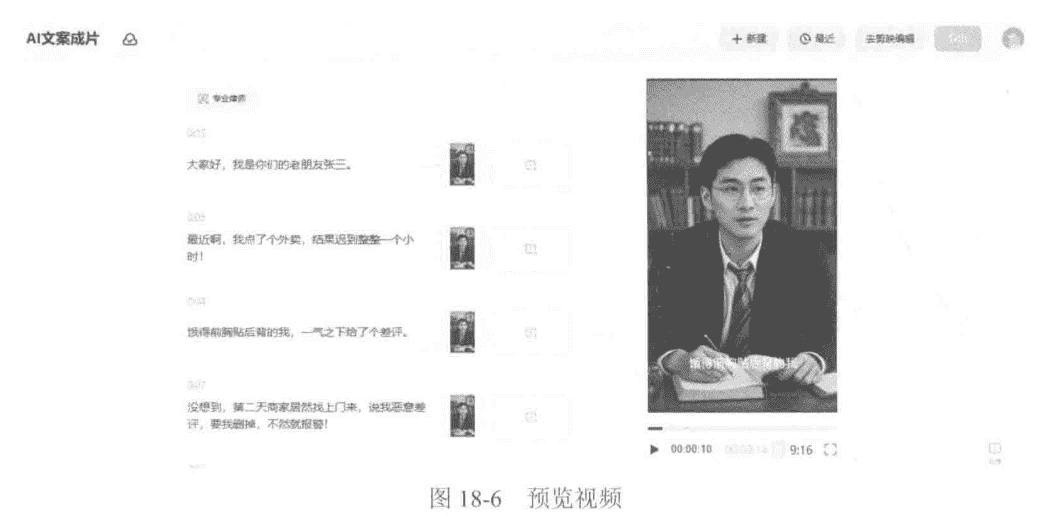 AI文案成片
+ 新建
最近
去剪映编辑
专业律师
大家好，我是你们的老朋友张三。
最近啊，我点了个外卖，结果迟到整整一个小
时！
饿得前胸贴后背的我，一气之下给了个差评。
没想到，第二天商家居然找上门来，说我恶意差
评，要我删掉，不然就报警！
00:00:10
9:16
图 18-6 预览视频